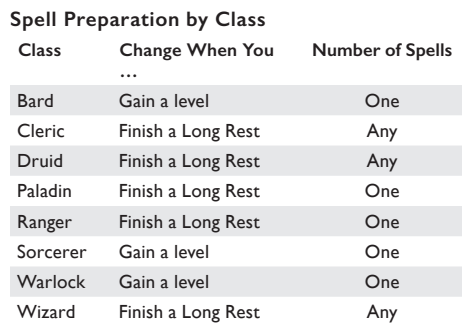 Spell Preparation by Class
Class Change When You Number of Spells
…
Bard Gain a level One
Cleric Finish a Long Rest Any
Druid Finish a Long Rest Any
Paladin Finish a Long Rest One
Ranger Finish a Long Rest One
Sorcerer Gain a level One
Warlock Gain a level One
Wizard Finish a Long Rest Any